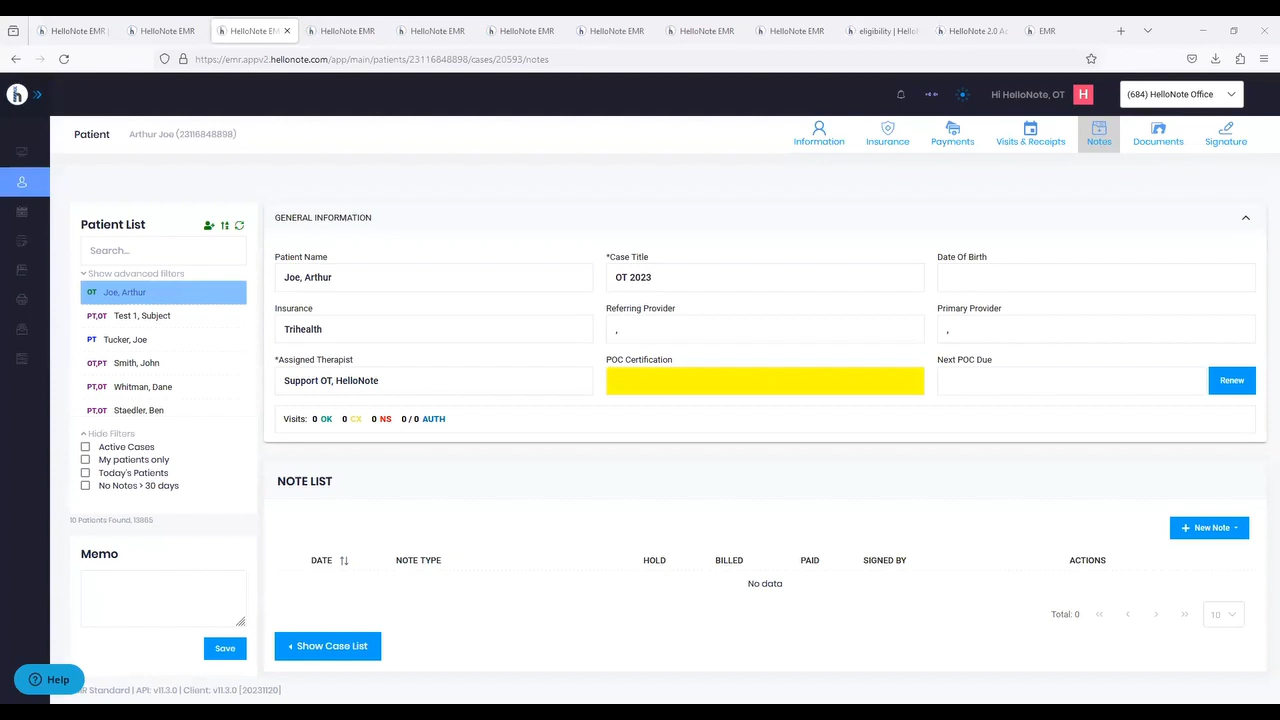 HelloNote EMR
HelloNote EMR
HelloNote EM
HelloNote EMR
HelloNote EMR
HelloNote EMR
HelloNote EMR
HelloNote EMR
HelloNote EMR
eligibility | Hello
HelloNote 2.0 Ac
EMR
https://emr.appv2.hellonote.com/app/main/patients/23116848898/cases/20593/notes
h
Hi HelloNote, OT
H
(684) HelloNote Office
Patient
Arthur Joe (23116848898)
Information
Insurance
Payments
Visits & Receipts
Notes
Documents
Signature
Patient List
Search...
Show advanced filters
OT Joe, Arthur
PT,OT Test 1, Subject
PT Tucker, Joe
OT,PT Smith, John
PT,OT Whitman, Dane
PT,OT Staedler, Ben
Hide Filters
Active Cases
My patients only
Today's Patients
No Notes > 30 days
10 Patients Found, 13865
Memo
Save
GENERAL INFORMATION
Patient Name
*Case Title
Date Of Birth
Joe, Arthur
OT 2023
Insurance
Referring Provider
Primary Provider
Trihealth
,
,
*Assigned Therapist
POC Certification
Next POC Due
Support OT, HelloNote
Renew
Visits: 0 OK 0 CX 0 NS 0 / 0 AUTH
NOTE LIST
+ New Note
DATE NOTE TYPE HOLD BILLED PAID SIGNED BY ACTIONS
No data
Total: 0
10
Show Case List
Help
R Standard | API: v11.3.0 | Client: v11.3.0 [20231120]